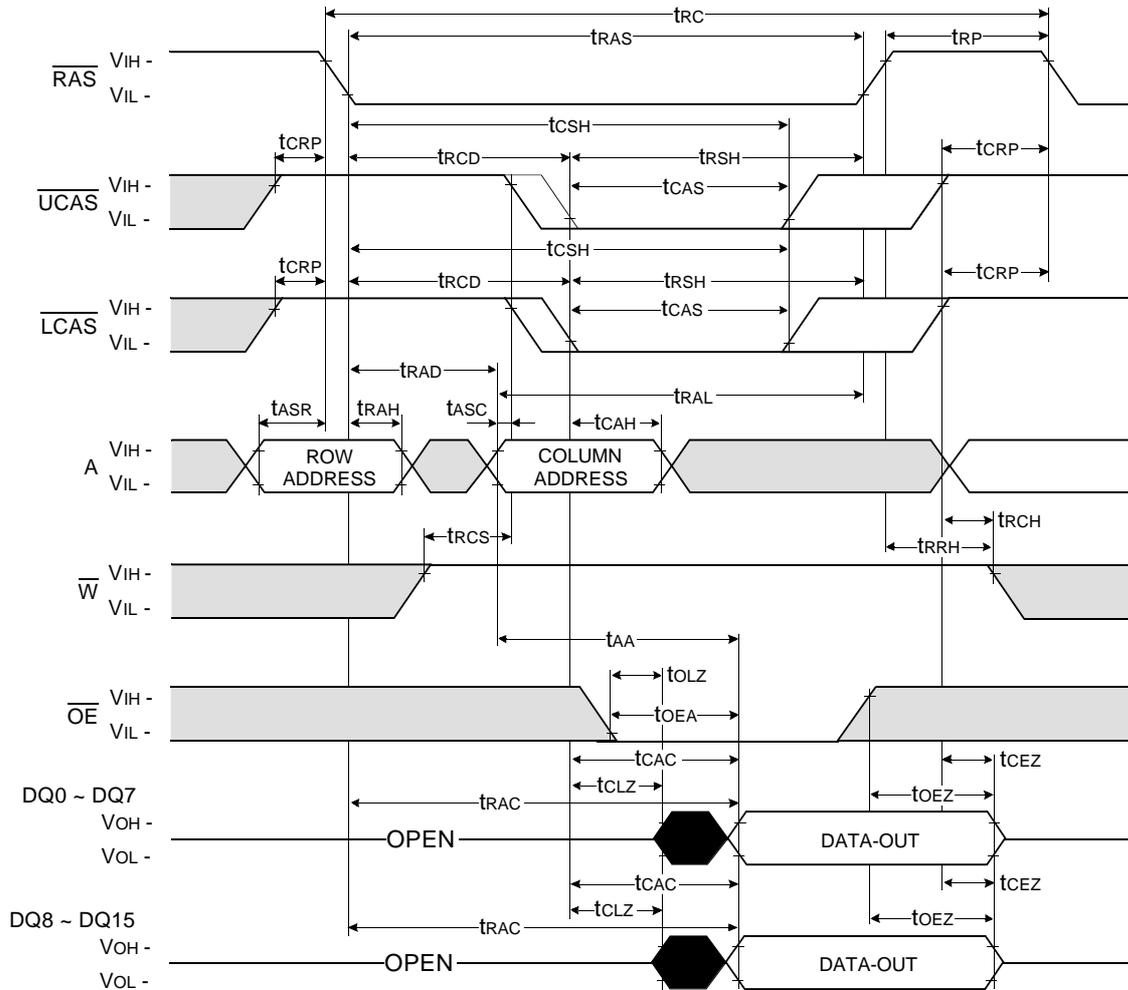 tRC
tRAS
tRP
VIH -
RAS
VIL -
tCSH
tCRP
tRCD
tRSH
tCRP
VIH -
UCAS
tCAS
VIL -
tCSH
tCRP
tRCD
tRSH
tCRP
VIH -
LCAS
tCAS
VIL -
tRAD
tRAL
tASR
tRAH
tASC
tCAH
VIH -
A
VIL -
ROW
ADDRESS
COLUMN
ADDRESS
tRCH
tRCS
tRRH
VIH -
W
VIL -
tAA
tOLZ
VIH -
OE
VIL -
tOEA
tCAC
tCEZ
tCLZ
tOEZ
DQ0 ~ DQ7
tRAC
VOH -
VOL -
OPEN
DATA-OUT
tCAC
tCEZ
tCLZ
tOEZ
DQ8 ~ DQ15
tRAC
VOH -
VOL -
OPEN
DATA-OUT